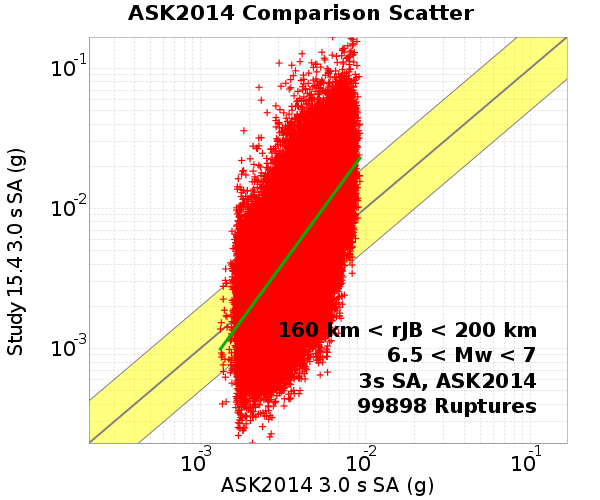 ASK2014 Comparison Scatter
Study 15.4 3.0 s SA (g)
10-1
10-2
10-3
160 km < rJB < 200 km
6.5 < Mw < 7
3s SA, ASK2014
99898 Ruptures
10-3 10-2 10-1
ASK2014 3.0 s SA (g)